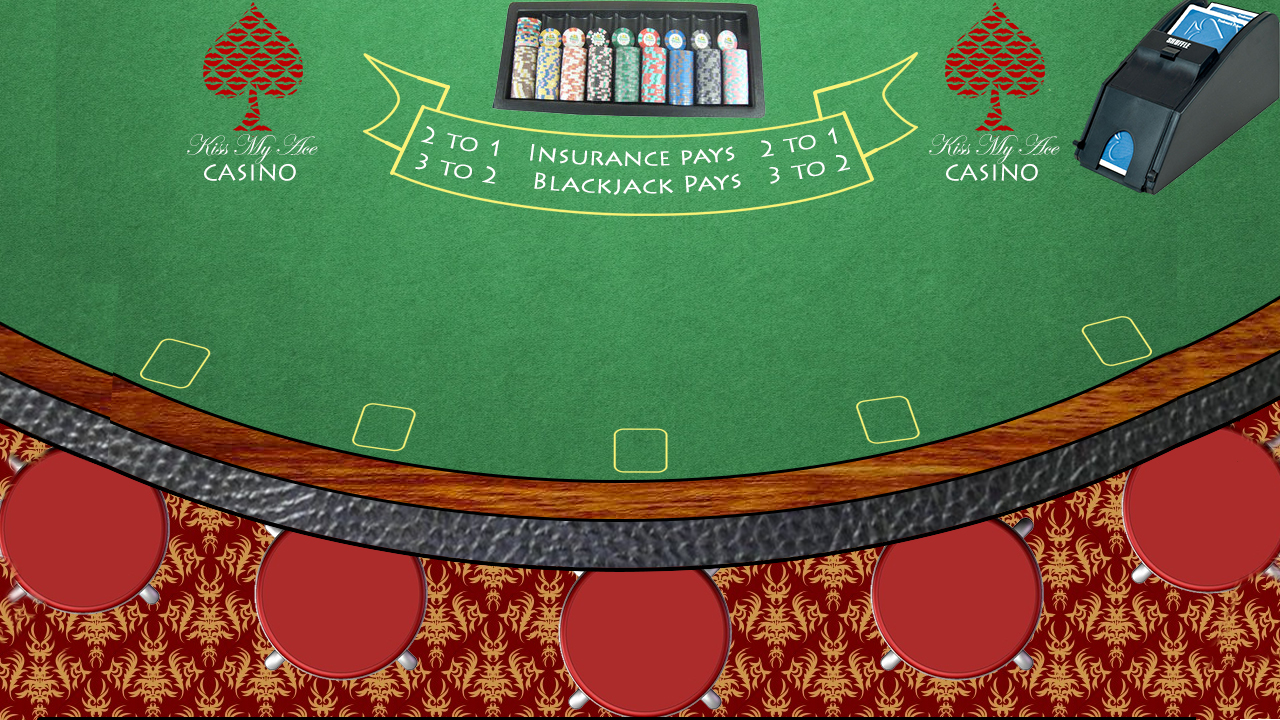 Kiss My Ace
CASINO
2 TO 1 INSURANCE PAYS 2 TO 1
3 TO 2 BLACKJACK PAYS 3 TO 2
Kiss My Ace
CASINO
SHUFFLE